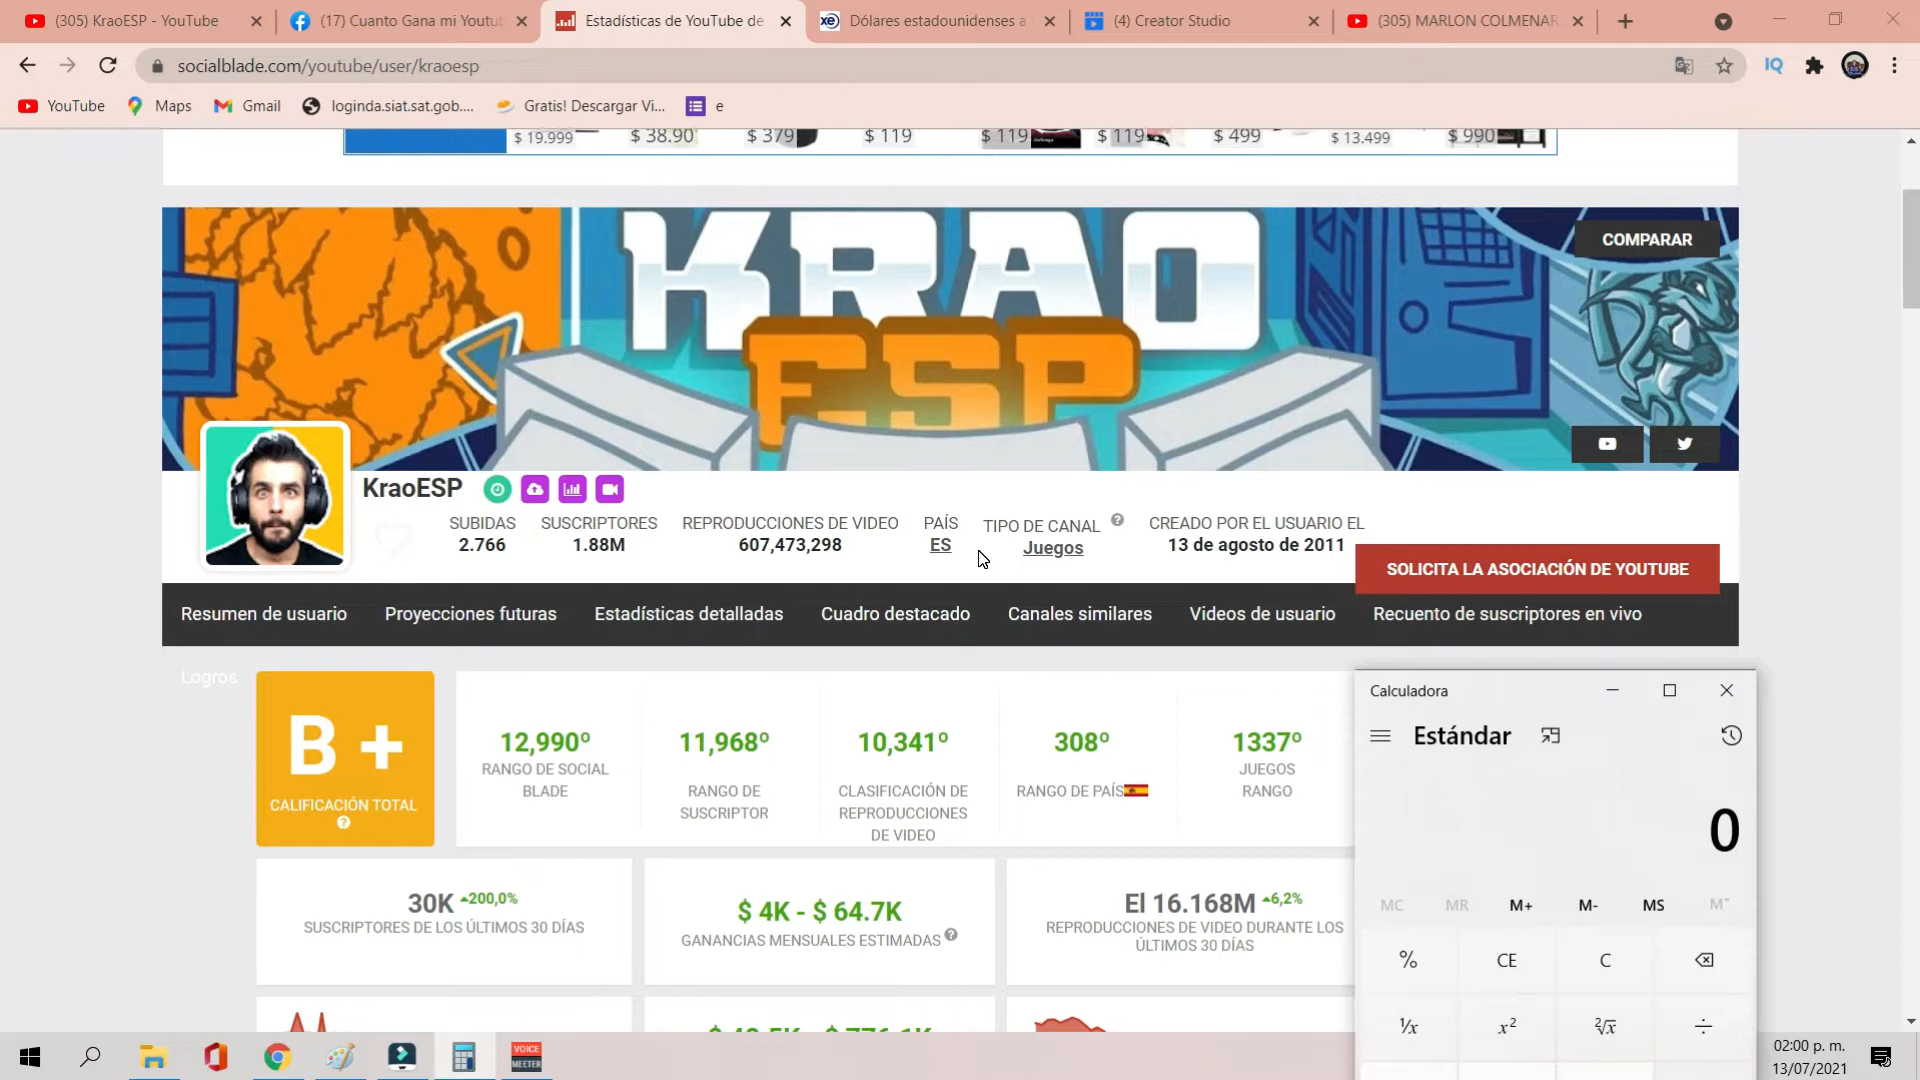 (305) KraoESP - YouTube
(17) Cuanto Gana mi Youtu
Estadísticas de YouTube de
xe Dólares estadounidenses a
(4) Creator Studio
(305) MARLON COLMENAR
socialblade.com/youtube/user/kraoesp
IQ
YouTube
Maps
Gmail
loginda.siat.sat.gob....
Gratis! Descargar Vi...
e
$ 19.999
$ 38.90
$ 379
$ 119
$ 119
$ 119
$ 499
$ 13.499
$ 990
KRAO
ESP
COMPARAR
KraoESP
SUBIDAS
2.766
SUSCRIPTORES
1.88M
REPRODUCCIONES DE VIDEO
607,473,298
PAÍS
ES
TIPO DE CANAL
Juegos
CREADO POR EL USUARIO EL
13 de agosto de 2011
SOLICITA LA ASOCIACIÓN DE YOUTUBE
Resumen de usuario
Proyecciones futuras
Estadísticas detalladas
Cuadro destacado
Canales similares
Videos de usuario
Recuento de suscriptores en vivo
Logros
B +
CALIFICACIÓN TOTAL
?
12,990º
RANGO DE SOCIAL
BLADE
11,968º
RANGO DE
SUSCRIPTOR
10,341º
CLASIFICACIÓN DE
REPRODUCCIONES
DE VIDEO
308º
RANGO DE PAÍS
1337º
JUEGOS
RANGO
30K 200,0%
SUSCRIPTORES DE LOS ÚLTIMOS 30 DÍAS
$ 4K - $ 64.7K
GANANCIAS MENSUALES ESTIMADAS ?
El 16.168M 6,2%
REPRODUCCIONES DE VIDEO DURANTE LOS
ÚLTIMOS 30 DÍAS
Calculadora
Estándar
0
MC MR M+ M- MS M˅
% CE C
¹/x x² ²√x ÷
VOICE
MEETER
02:00 p. m.
13/07/2021